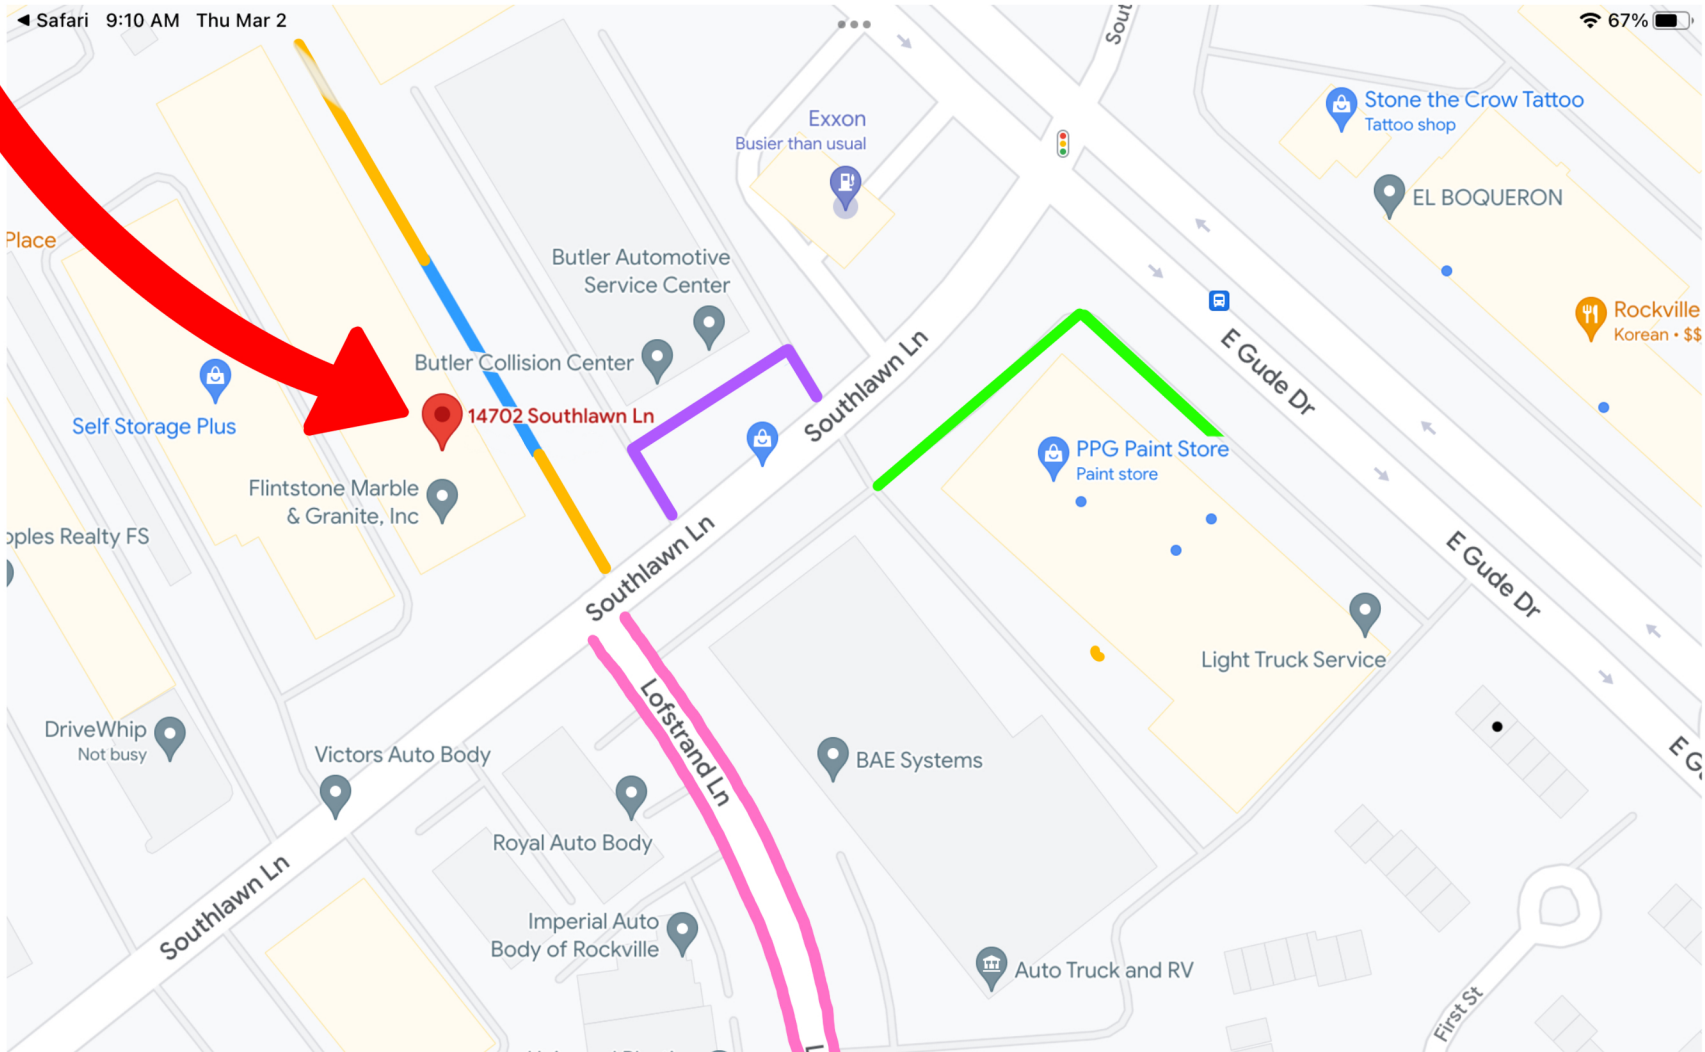 ◀ Safari 9:10 AM Thu Mar 2
67%
Sout
Stone the Crow Tattoo
Tattoo shop
Exxon
Busier than usual
EL BOQUERON
Place
Butler Automotive
Service Center
Rockville
Korean • $$
E Gude Dr
Butler Collision Center
Southlawn Ln
14702 Southlawn Ln
Self Storage Plus
PPG Paint Store
Paint store
Flintstone Marble
& Granite, Inc
oples Realty FS
Southlawn Ln
E Gude Dr
Light Truck Service
Lofstrand Ln
DriveWhip
Not busy
Victors Auto Body
BAE Systems
E G
Royal Auto Body
Southlawn Ln
Imperial Auto
Body of Rockville
Auto Truck and RV
First St
L